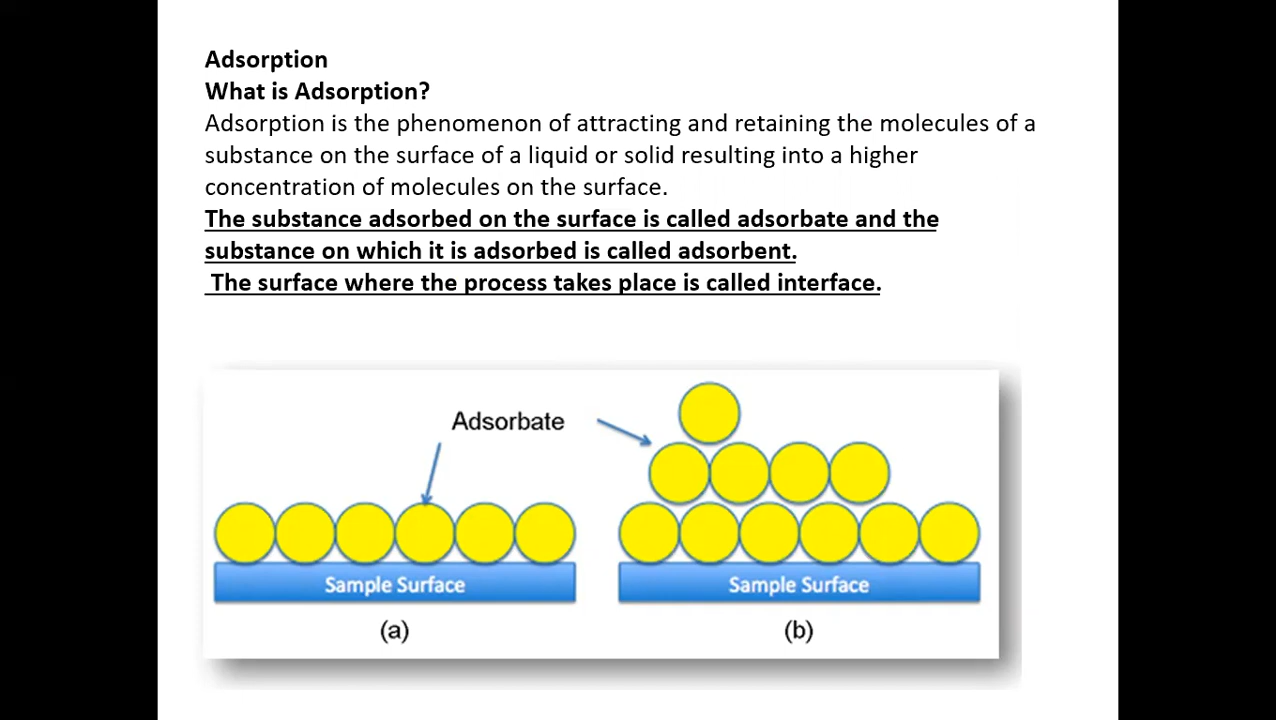 Adsorption
What is Adsorption?
Adsorption is the phenomenon of attracting and retaining the molecules of a
substance on the surface of a liquid or solid resulting into a higher
concentration of molecules on the surface.
The substance adsorbed on the surface is called adsorbate and the
substance on which it is adsorbed is called adsorbent.
The surface where the process takes place is called interface.
Adsorbate
Sample Surface
Sample Surface
(a)
(b)